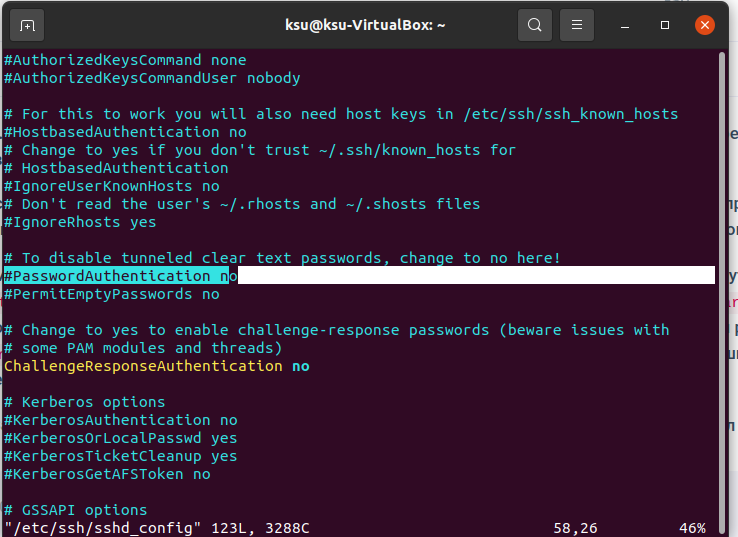 ksu@ksu-VirtualBox: ~
#AuthorizedKeysCommand none
#AuthorizedKeysCommandUser nobody
# For this to work you will also need host keys in /etc/ssh/ssh_known_hosts
#HostbasedAuthentication no
# Change to yes if you don't trust ~/.ssh/known_hosts for
# HostbasedAuthentication
#IgnoreUserKnownHosts no
# Don't read the user's ~/.rhosts and ~/.shosts files
#IgnoreRhosts yes
# To disable tunneled clear text passwords, change to no here!
#PasswordAuthentication no
#PermitEmptyPasswords no
# Change to yes to enable challenge-response passwords (beware issues with
# some PAM modules and threads)
ChallengeResponseAuthentication no
# Kerberos options
#KerberosAuthentication no
#KerberosOrLocalPasswd yes
#KerberosTicketCleanup yes
#KerberosGetAFSToken no
# GSSAPI options
"/etc/ssh/sshd_config" 123L, 3288C 58,26 46%